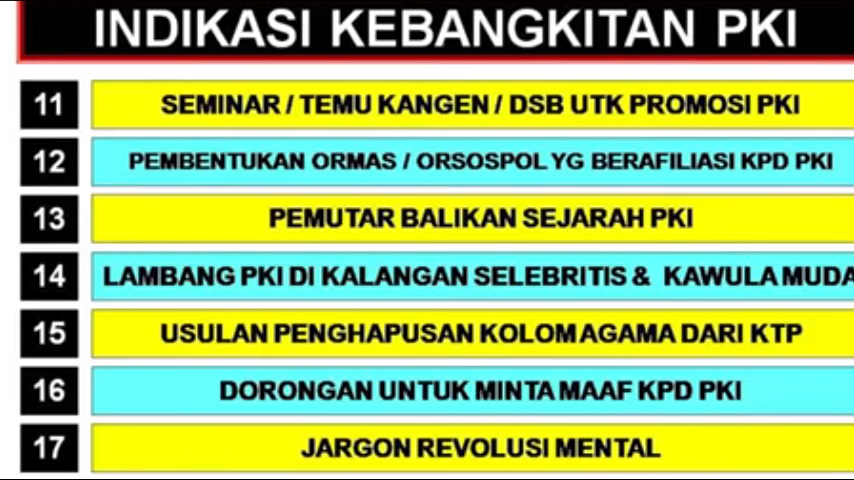 INDIKASI KEBANGKITAN PKI
11 SEMINAR / TEMU KANGEN / DSB UTK PROMOSI PKI
12 PEMBENTUKAN ORMAS / ORSOSPOL YG BERAFILIASI KPD PKI
13 PEMUTAR BALIKAN SEJARAH PKI
14 LAMBANG PKI DI KALANGAN SELEBRITIS & KAWULA MUDA
15 USULAN PENGHAPUSAN KOLOM AGAMA DARI KTP
16 DORONGAN UNTUK MINTA MAAF KPD PKI
17 JARGON REVOLUSI MENTAL